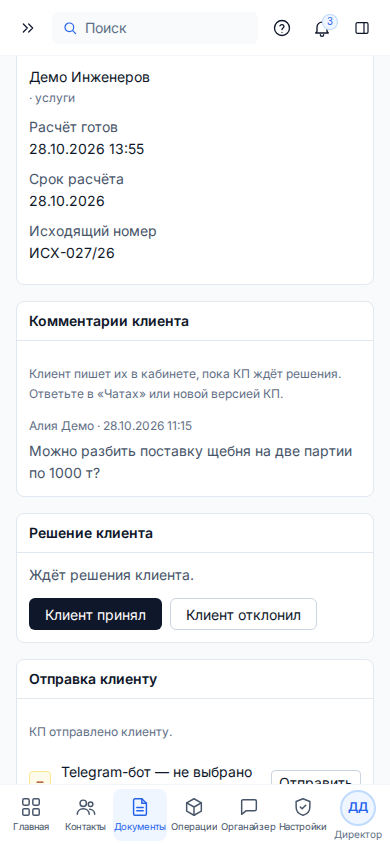 Поиск
3
Демо Инженеров
· услуги
Расчёт готов
28.10.2026 13:55
Срок расчёта
28.10.2026
Исходящий номер
ИСХ-027/26
Комментарии клиента
Клиент пишет их в кабинете, пока КП ждёт решения.
Ответьте в «Чатах» или новой версией КП.
Алия Демо · 28.10.2026 11:15
Можно разбить поставку щебня на две партии
по 1000 т?
Решение клиента
Ждёт решения клиента.
Клиент принял
Клиент отклонил
Отправка клиенту
КП отправлено клиенту.
Telegram-бот — не выбрано
Отправить
Главная
Контакты
Документы
Операции
Органайзер
Настройки
ДД
Директор